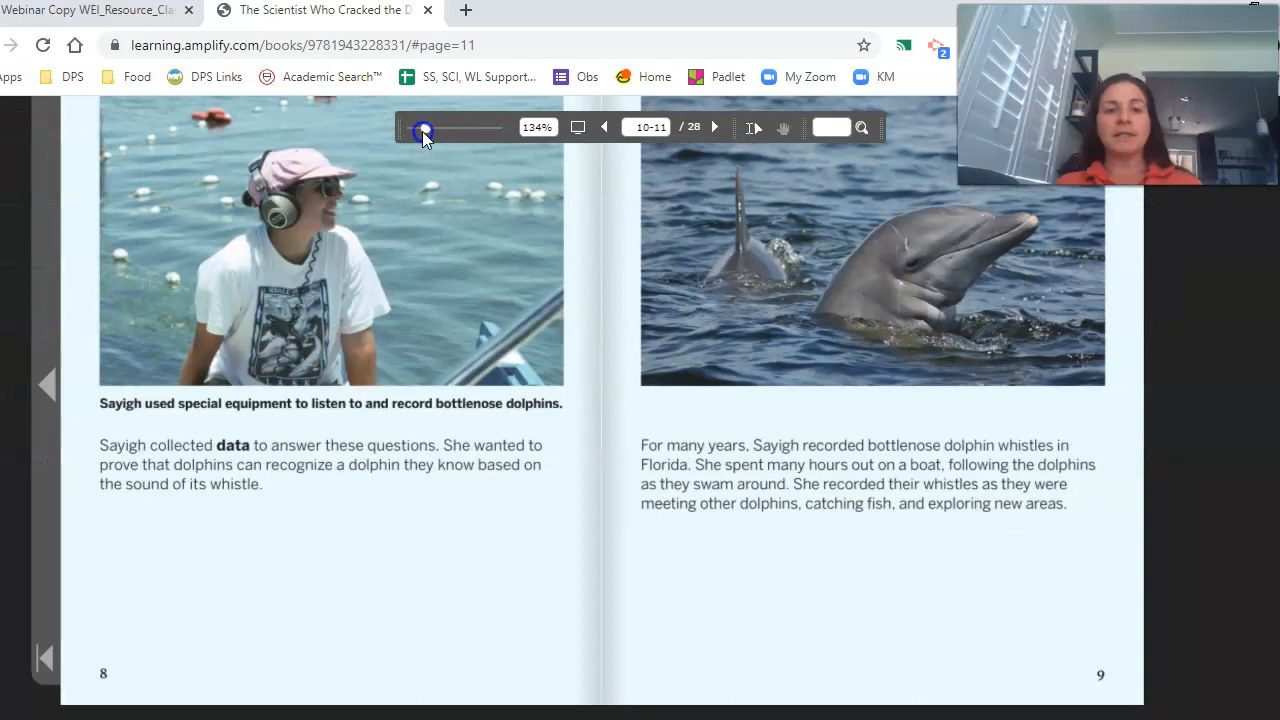 Webinar Copy WEI_Resource_Cla
The Scientist Who Cracked the D
learning.amplify.com/books/9781943228331/#page=11
2
Apps DPS Food DPS Links Academic Search™ SS, SCI, WL Support... Obs Home Padlet My Zoom KM
134% 10-11 / 28
Sayigh used special equipment to listen to and record bottlenose dolphins.
Sayigh collected data to answer these questions. She wanted to
prove that dolphins can recognize a dolphin they know based on
the sound of its whistle.
8
For many years, Sayigh recorded bottlenose dolphin whistles in
Florida. She spent many hours out on a boat, following the dolphins
as they swam around. She recorded their whistles as they were
meeting other dolphins, catching fish, and exploring new areas.
9